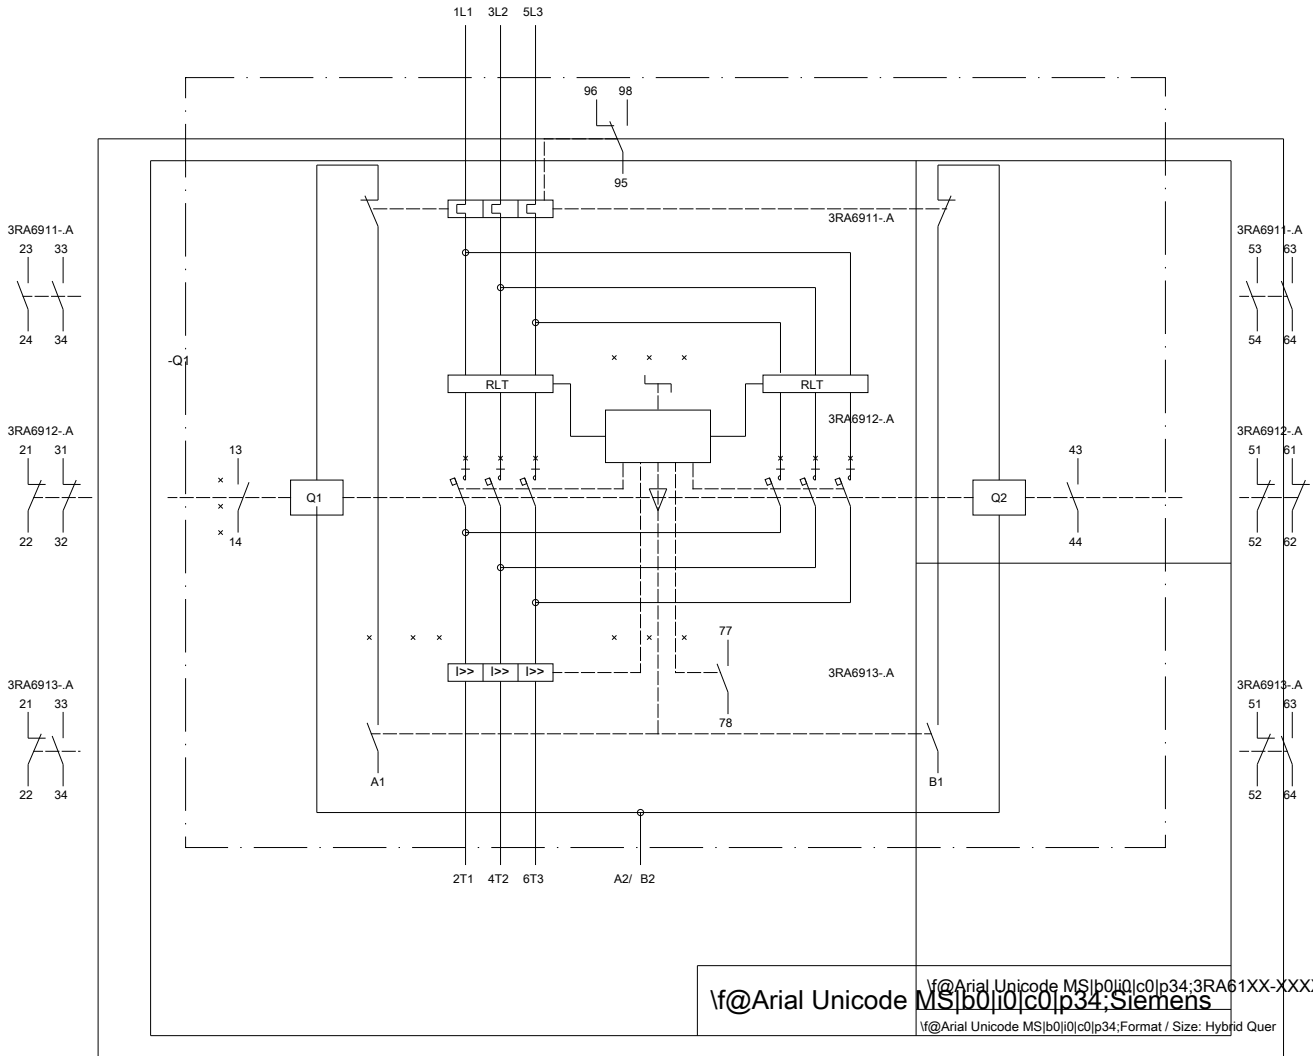 1L1 3L2 5L3
96 98
95
3RA6911-.A
3RA6911-.A
3RA6911-.A
23 33
53 63
24 34
54 64
-Q1
RLT
RLT
3RA6912-.A
3RA6912-.A
3RA6912-.A
21 31
13
43
51 61
Q1
Q2
22 32
14
44
52 62
77
I>> I>> I>>
3RA6913-.A
3RA6913-.A
3RA6913-.A
21 33
51 63
78
A1
B1
22 34
52 64
2T1 4T2 6T3
A2/ B2
\f@Arial Unicode MS|b0|i0|c0|p34;3RA61XX-XXX
\f@Arial Unicode MS|b0|i0|c0|p34;Siemens
\f@Arial Unicode MS|b0|i0|c0|p34;Format / Size: Hybrid Quer